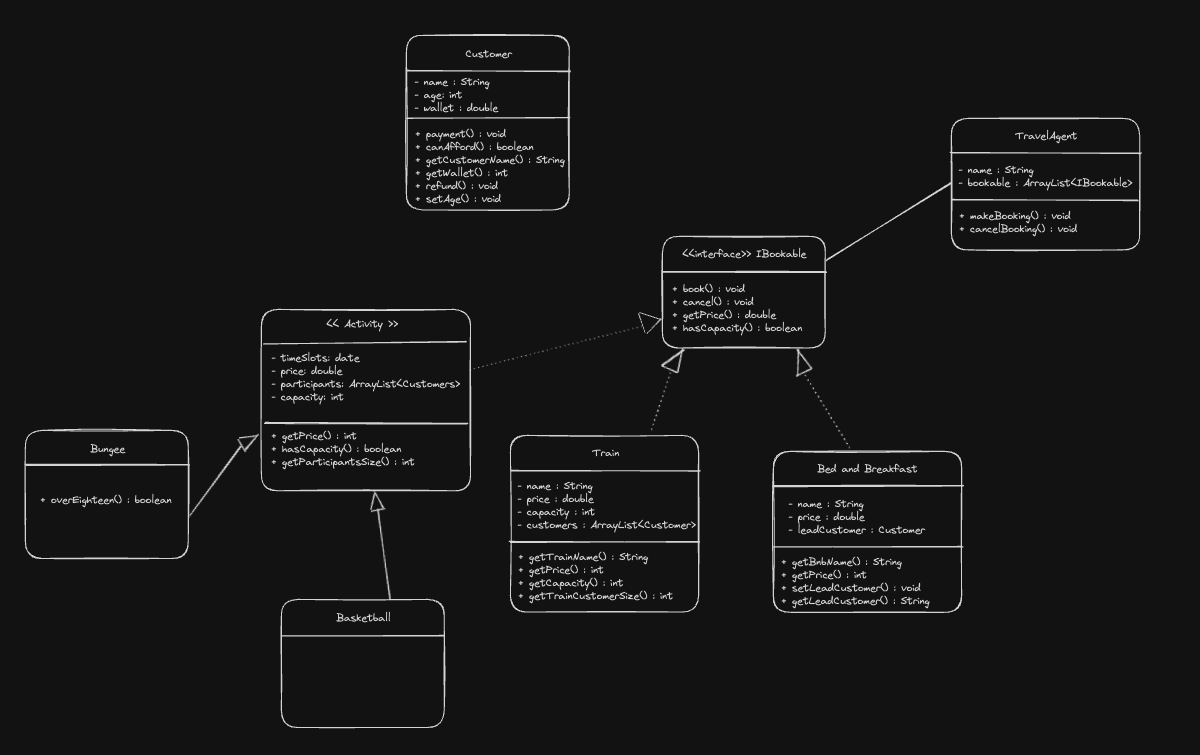 Customer
- name : String
- age: int
- wallet : double
+ payment() : void
+ canAfford() : boolean
+ getCustomerName() : String
+ getWallet() : int
+ refund() : void
+ setAge() : void
TravelAgent
- name : String
- bookable : ArrayList<IBookable>
+ makeBooking() : void
+ cancelBooking() : void
<<interface>> IBookable
+ book() : void
+ cancel() : void
+ getPrice() : double
+ hasCapacity() : boolean
<< Activity >>
- timeSlots: date
- price: double
- participants: ArrayList<Customers>
- capacity: int
+ getPrice() : int
+ hasCapacity() : boolean
+ getParticipantsSize() : int
Bungee
+ overEighteen() : boolean
Train
- name : String
- price : double
- capacity : int
- customers : ArrayList<Customer>
+ getTrainName() : String
+ getPrice() : int
+ getCapacity() : int
+ getTrainCustomerSize() : int
Bed and Breakfast
- name : String
- price : double
- leadCustomer : Customer
+ getBnbName() : String
+ getPrice() : int
+ setLeadCustomer() : void
+ getLeadCustomer() : String
Basketball